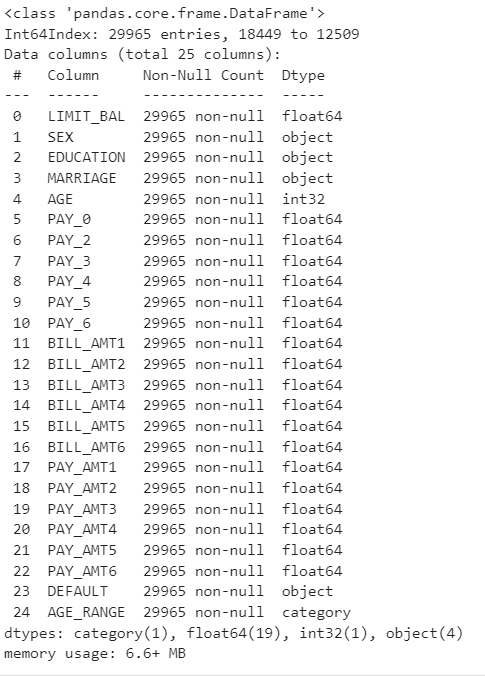 <class 'pandas.core.frame.DataFrame'>
Int64Index: 29965 entries, 18449 to 12509
Data columns (total 25 columns):
 #   Column     Non-Null Count  Dtype
---  ------     --------------  -----
 0   LIMIT_BAL  29965 non-null  float64
 1   SEX        29965 non-null  object
 2   EDUCATION  29965 non-null  object
 3   MARRIAGE   29965 non-null  object
 4   AGE        29965 non-null  int32
 5   PAY_0      29965 non-null  float64
 6   PAY_2      29965 non-null  float64
 7   PAY_3      29965 non-null  float64
 8   PAY_4      29965 non-null  float64
 9   PAY_5      29965 non-null  float64
 10  PAY_6      29965 non-null  float64
 11  BILL_AMT1  29965 non-null  float64
 12  BILL_AMT2  29965 non-null  float64
 13  BILL_AMT3  29965 non-null  float64
 14  BILL_AMT4  29965 non-null  float64
 15  BILL_AMT5  29965 non-null  float64
 16  BILL_AMT6  29965 non-null  float64
 17  PAY_AMT1   29965 non-null  float64
 18  PAY_AMT2   29965 non-null  float64
 19  PAY_AMT3   29965 non-null  float64
 20  PAY_AMT4   29965 non-null  float64
 21  PAY_AMT5   29965 non-null  float64
 22  PAY_AMT6   29965 non-null  float64
 23  DEFAULT    29965 non-null  object
 24  AGE_RANGE  29965 non-null  category
dtypes: category(1), float64(19), int32(1), object(4)
memory usage: 6.6+ MB